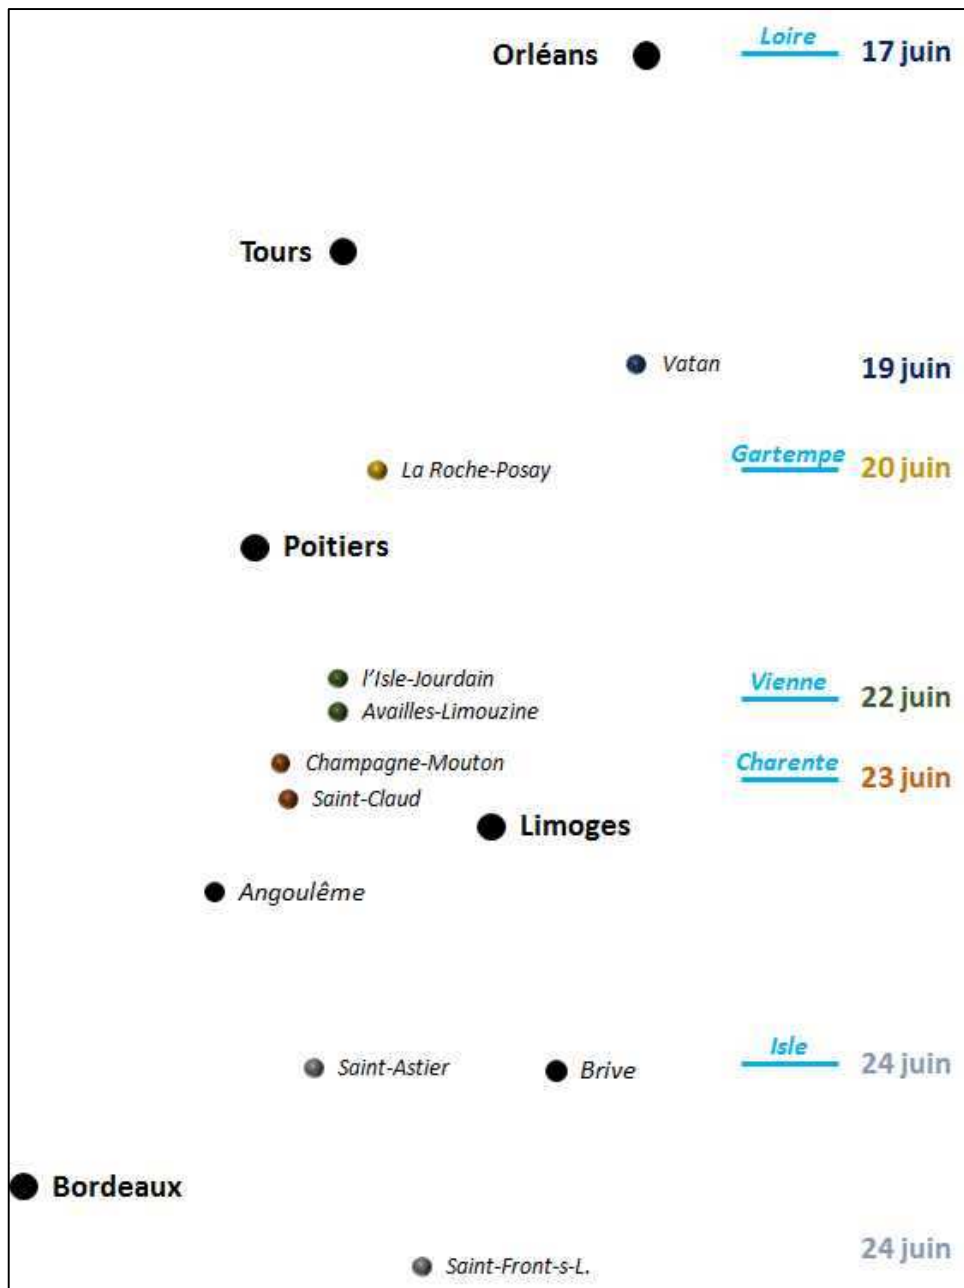 Loire
Orléans 17 juin
Tours
Vatan 19 juin
Gartempe
La Roche-Posay 20 juin
Poitiers
l'Isle-Jourdain
Vienne 22 juin
Availles-Limouzine
Champagne-Mouton Charente
23 juin
Saint-Claud
Limoges
Angoulême
Isle
Saint-Astier Brive 24 juin
Bordeaux
24 juin
Saint-Front-s-L.